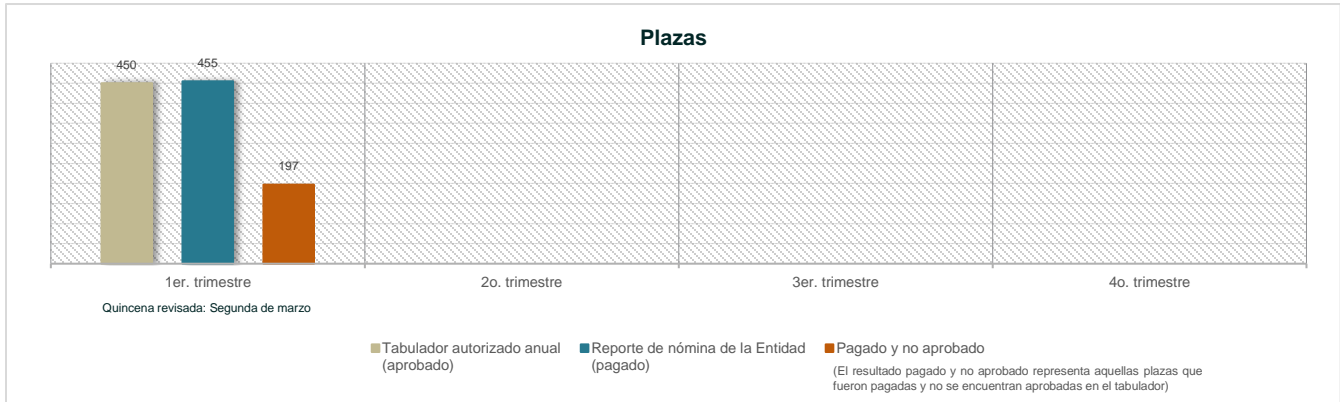 Plazas
450
455
197
1er. trimestre
2o. trimestre
3er. trimestre
4o. trimestre
Quincena revisada: Segunda de marzo
Tabulador autorizado anual
(aprobado)
Reporte de nómina de la Entidad
(pagado)
Pagado y no aprobado
(El resultado pagado y no aprobado representa aquellas plazas que
fueron pagadas y no se encuentran aprobadas en el tabulador)